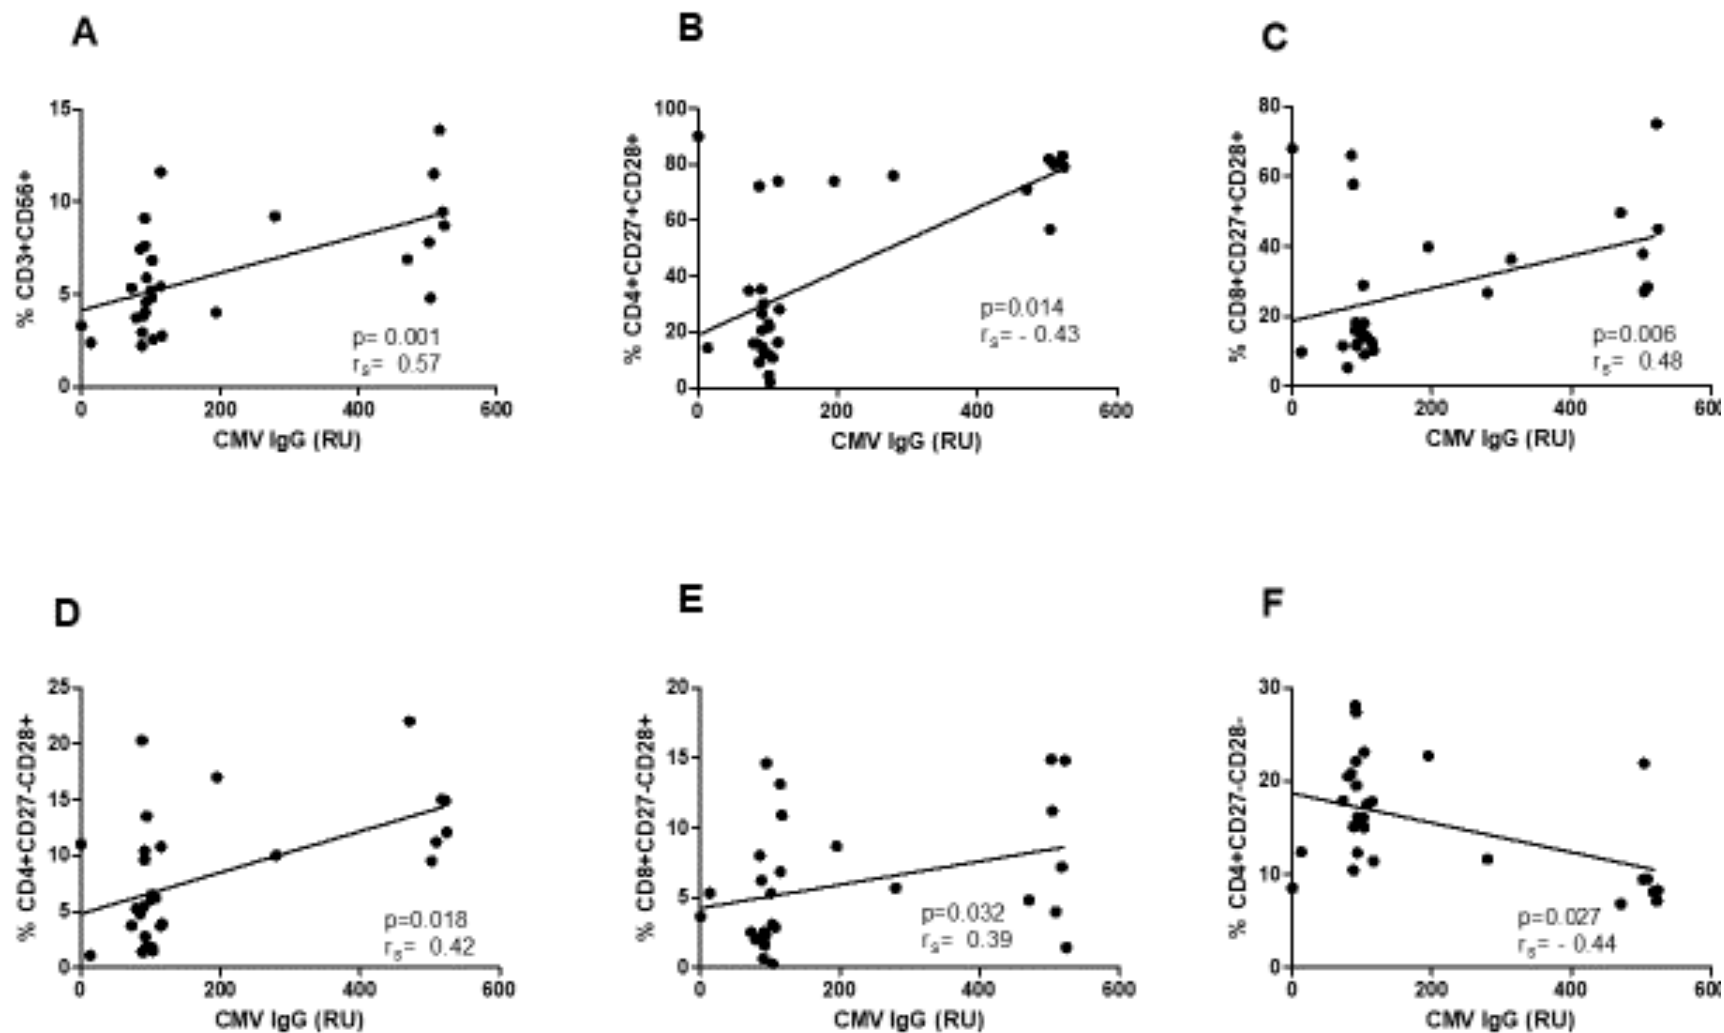 A
% CD3+CD56+
15
10
5
0
0 200 400 600
CMV IgG (RU)
p= 0.001
rs= 0.57
B
% CD4+CD27+CD28+
100
80
60
40
20
0
0 200 400 600
CMV IgG (RU)
p=0.014
rs= - 0.43
C
% CD8+CD27+CD28+
80
60
40
20
0
0 200 400 600
CMV IgG (RU)
p=0.006
rs= 0.48
D
% CD4+CD27-CD28+
25
20
15
10
5
0
0 200 400 600
CMV IgG (RU)
p=0.018
rs= 0.42
E
% CD8+CD27-CD28+
20
15
10
5
0
0 200 400 600
CMV IgG (RU)
p=0.032
rs= 0.39
F
% CD4+CD27-CD28-
30
20
10
0
0 200 400 600
CMV IgG (RU)
p=0.027
rs= - 0.44